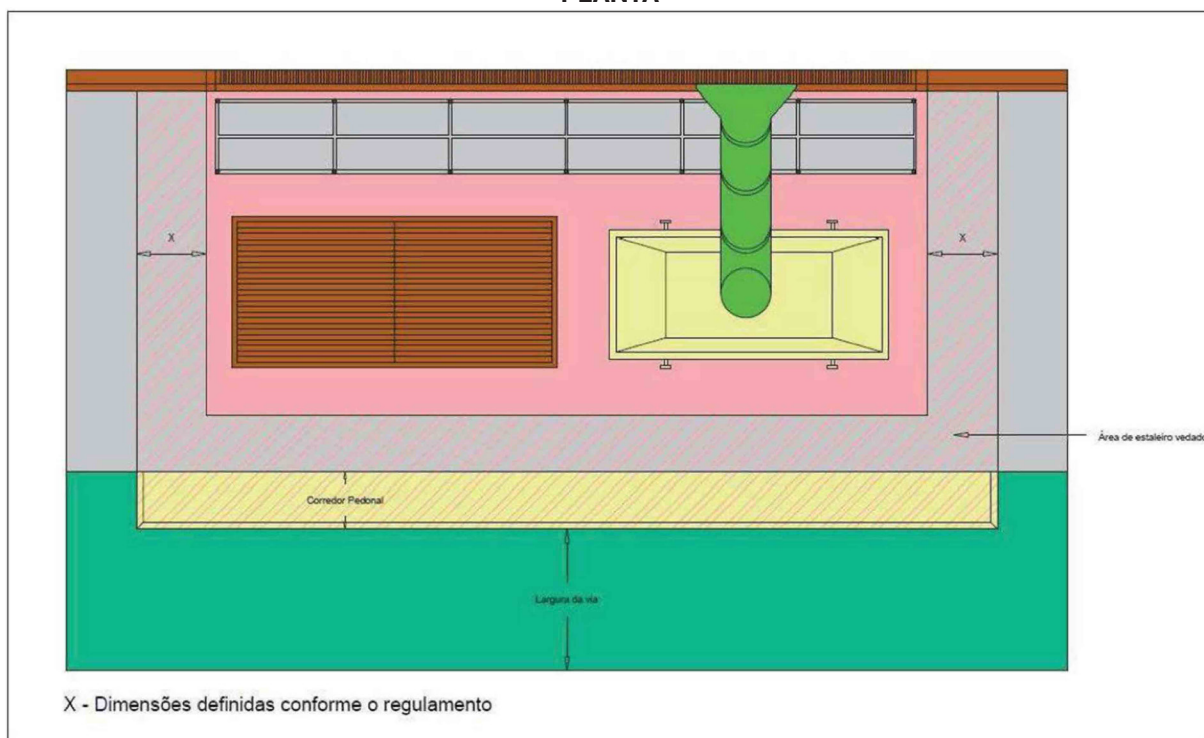 PLANTA
X
X
Área de estaleiro vedado
Corredor Pedonal
Largura da via
X - Dimensões definidas conforme o regulamento